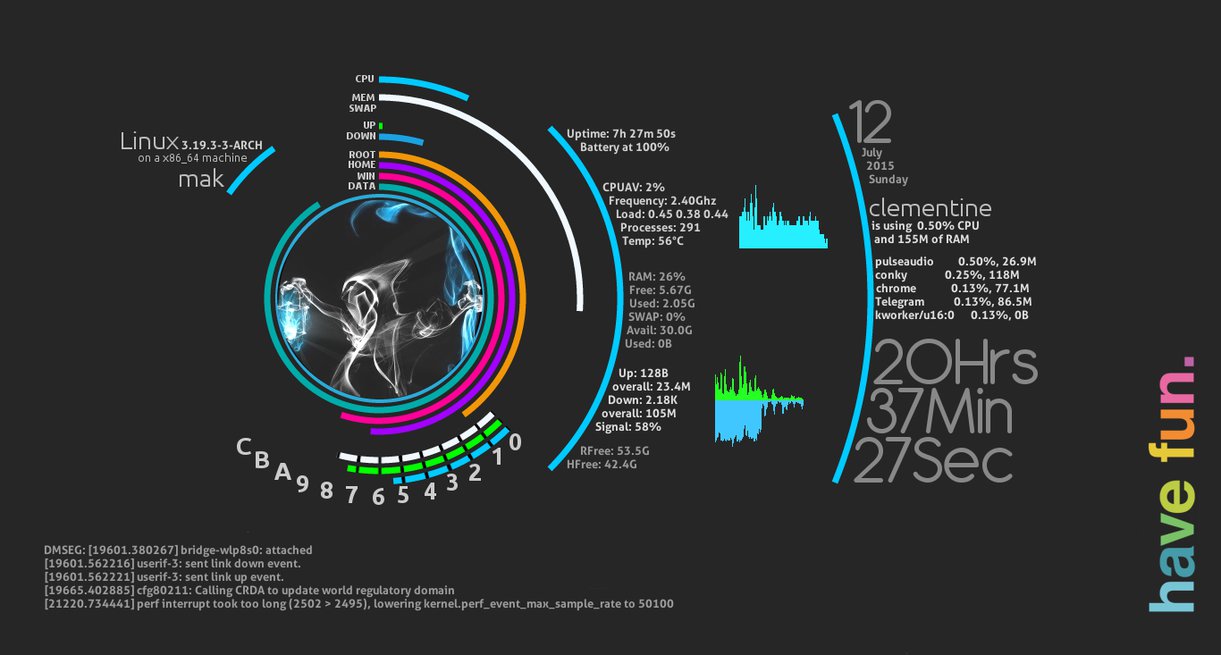 Linux 3.19.3-3-ARCH
on a x86_64 machine
mak
CPU
MEM
SWAP
UP
DOWN
ROOT
HOME
WIN
DATA
0
1
2
3
4
5
6
7
8
9
A
B
C
Uptime: 7h 27m 50s
Battery at 100%
CPUAV: 2%
Frequency: 2.40Ghz
Load: 0.45 0.38 0.44
Processes: 291
Temp: 56°C
RAM: 26%
Free: 5.67G
Used: 2.05G
SWAP: 0%
Avail: 30.0G
Used: 0B
Up: 128B
overall: 23.4M
Down: 2.18K
overall: 105M
Signal: 58%
RFree: 53.5G
HFree: 42.4G
12
July
2015
Sunday
clementine
is using 0.50% CPU
and 155M of RAM
pulseaudio 0.50%, 26.9M
conky 0.25%, 118M
chrome 0.13%, 77.1M
Telegram 0.13%, 86.5M
kworker/u16:0 0.13%, 0B
20Hrs
37Min
27Sec
have fun.
DMSEG: [19601.380267] bridge-wlp8s0: attached
[19601.562216] userif-3: sent link down event.
[19601.562221] userif-3: sent link up event.
[19665.402885] cfg80211: Calling CRDA to update world regulatory domain
[21220.734441] perf interrupt took too long (2502 > 2495), lowering kernel.perf_event_max_sample_rate to 50100